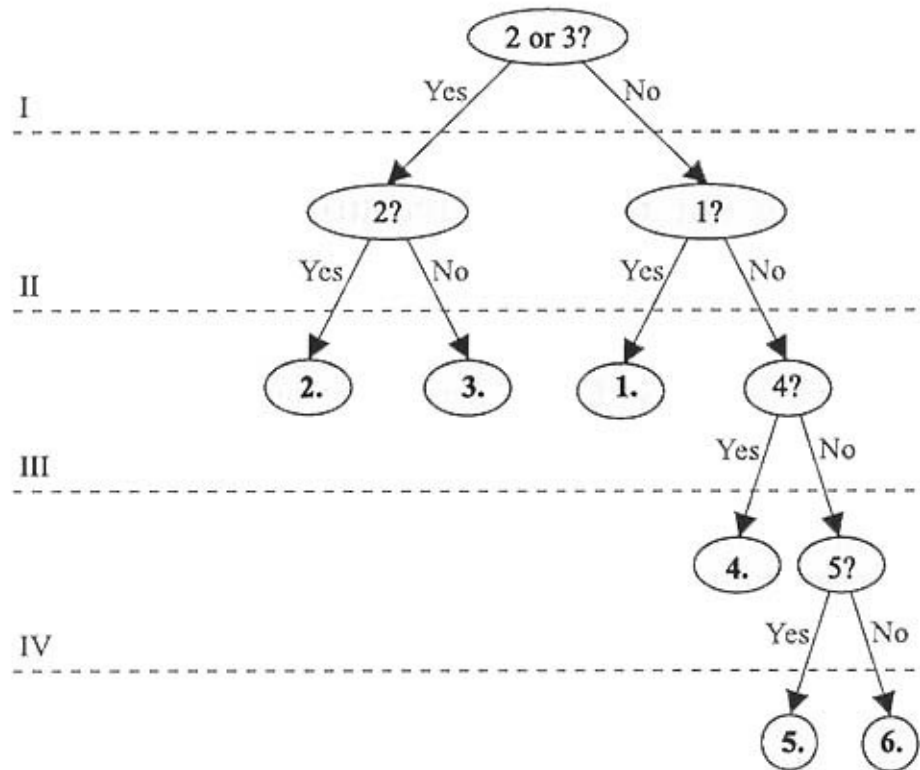 2 or 3?
Yes No
I
2? 1?
Yes No Yes No
II
2. 3. 1. 4?
Yes No
III
4. 5?
Yes No
IV
5. 6.